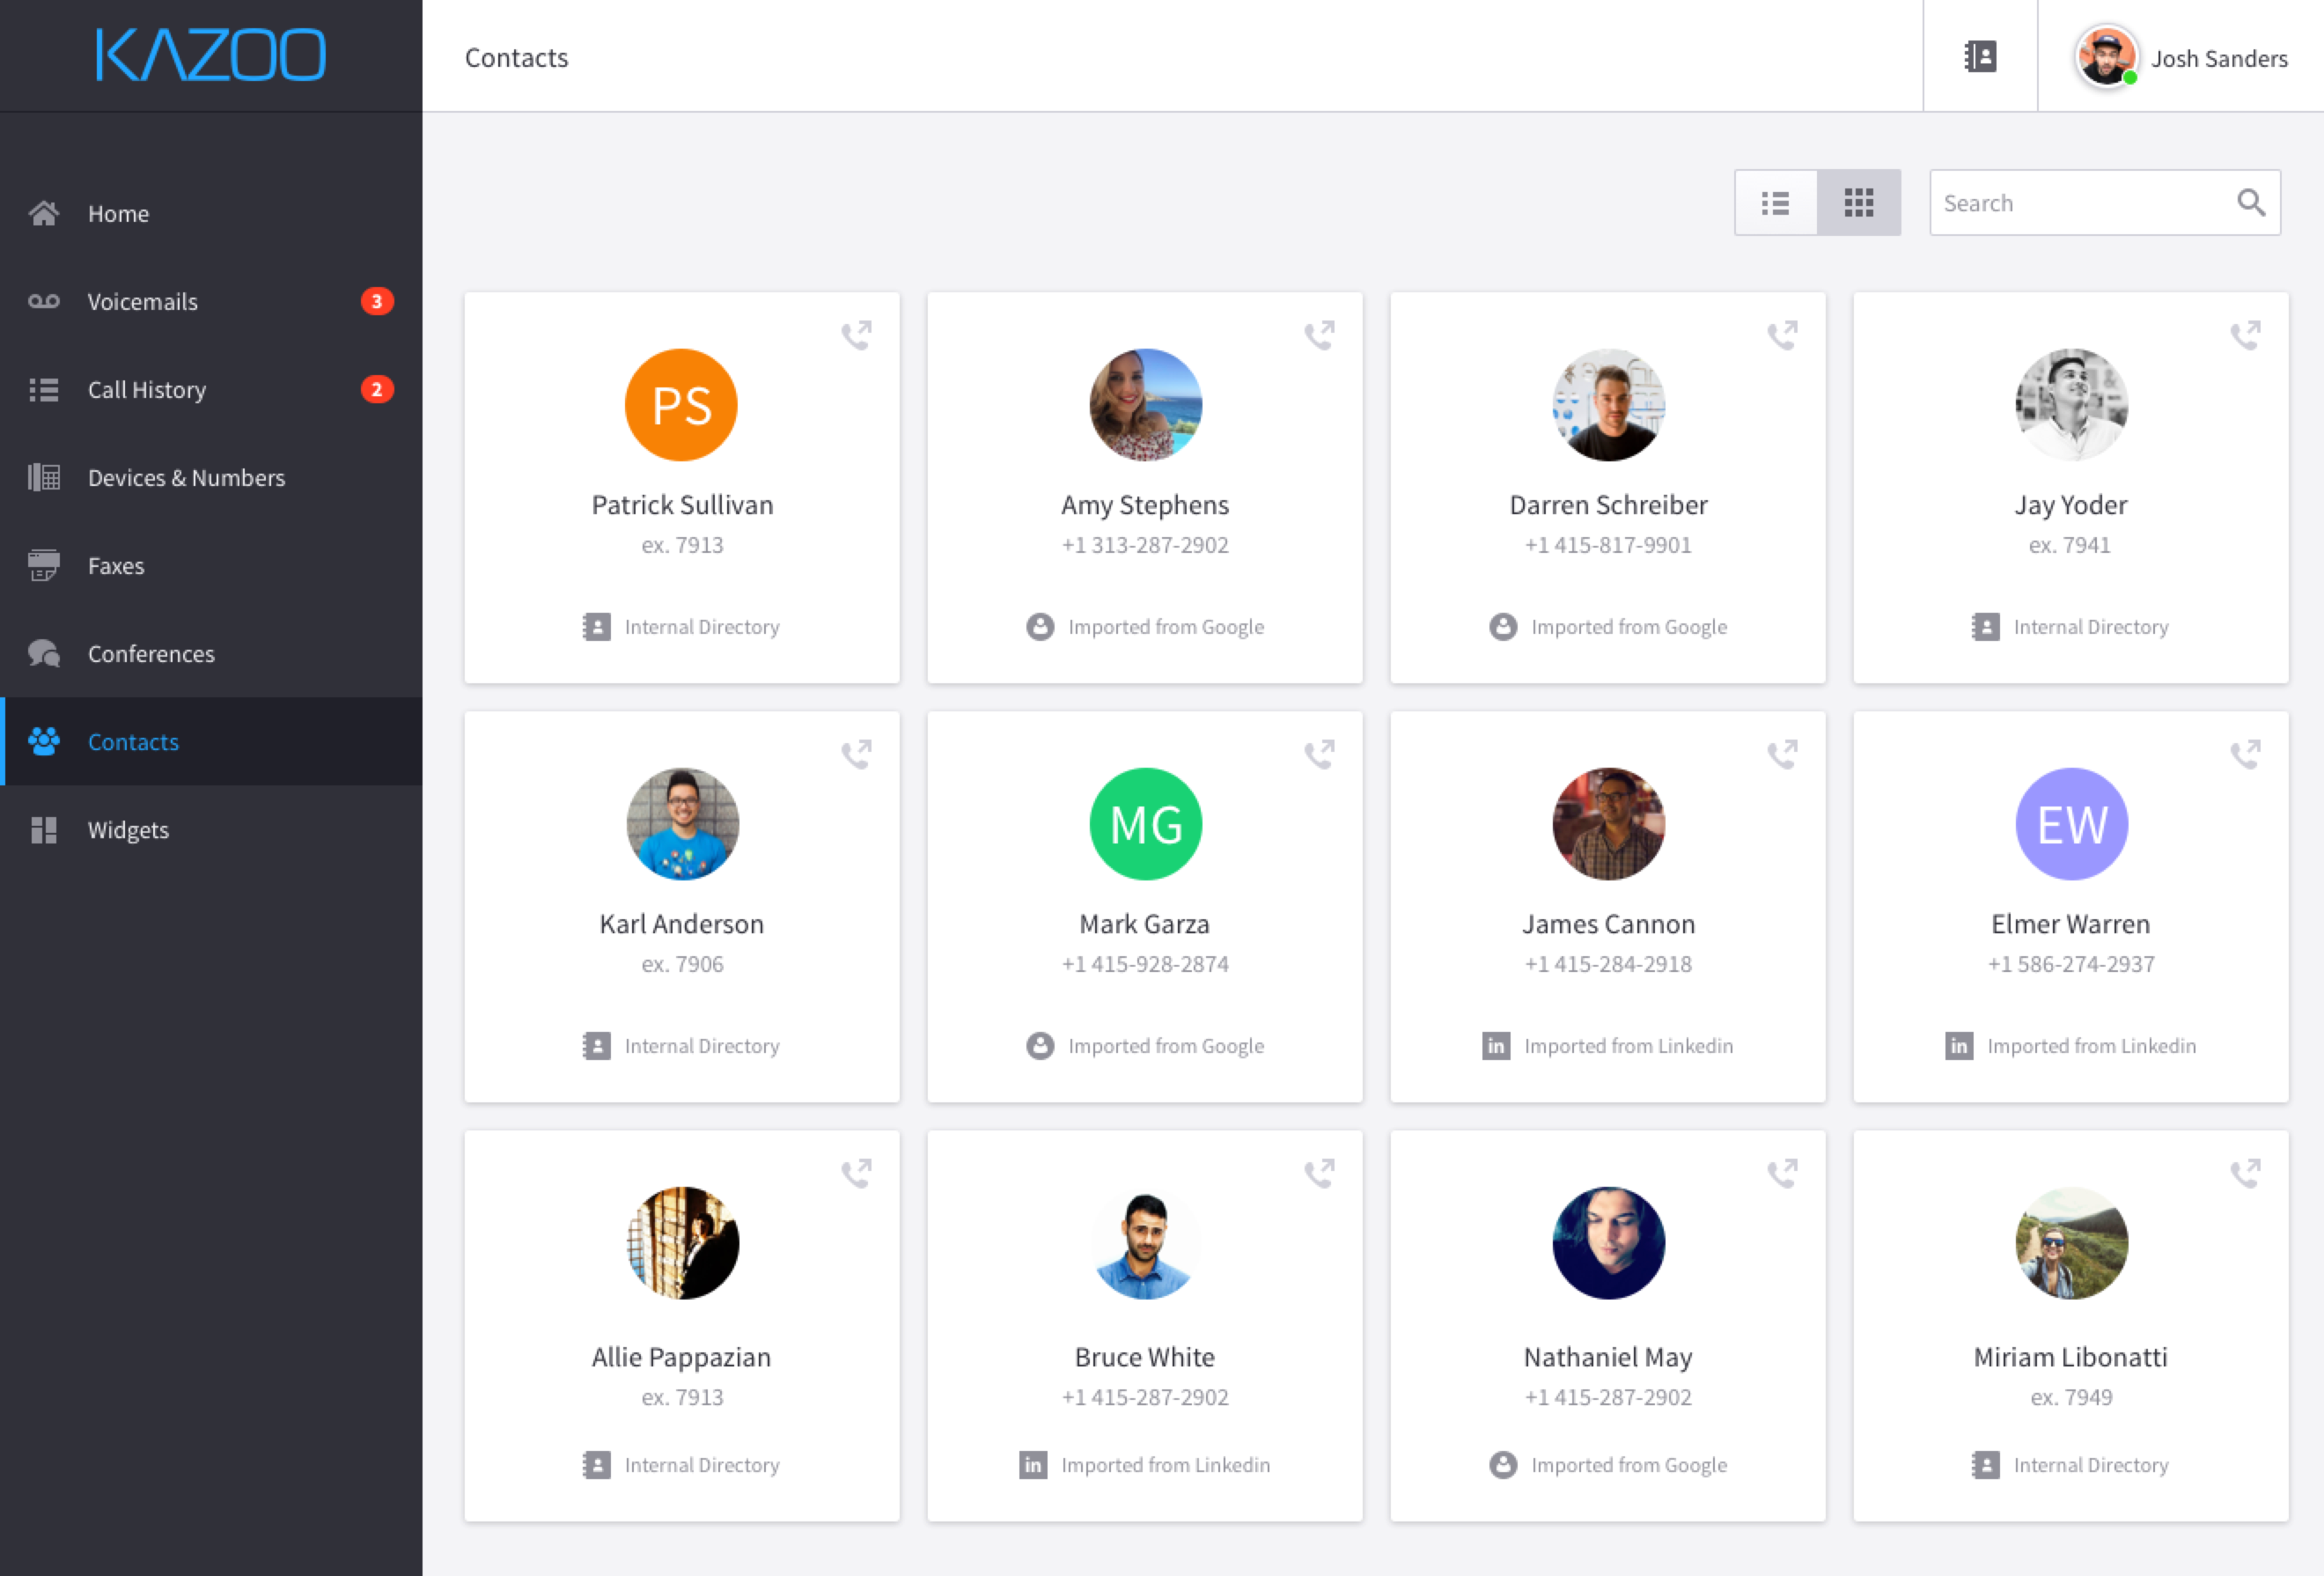 KAZOO
Contacts
Josh Sanders
Home
Voicemails 3
Call History 2
Devices & Numbers
Faxes
Conferences
Contacts
Widgets
Search
PS
Patrick Sullivan
ex. 7913
Internal Directory
Amy Stephens
+1 313-287-2902
Imported from Google
Darren Schreiber
+1 415-817-9901
Imported from Google
Jay Yoder
ex. 7941
Internal Directory
Karl Anderson
ex. 7906
Internal Directory
MG
Mark Garza
+1 415-928-2874
Imported from Google
James Cannon
+1 415-284-2918
in Imported from Linkedin
EW
Elmer Warren
+1 586-274-2937
in Imported from Linkedin
Allie Pappazian
ex. 7913
Internal Directory
Bruce White
+1 415-287-2902
in Imported from Linkedin
Nathaniel May
+1 415-287-2902
Imported from Google
Miriam Libonatti
ex. 7949
Internal Directory